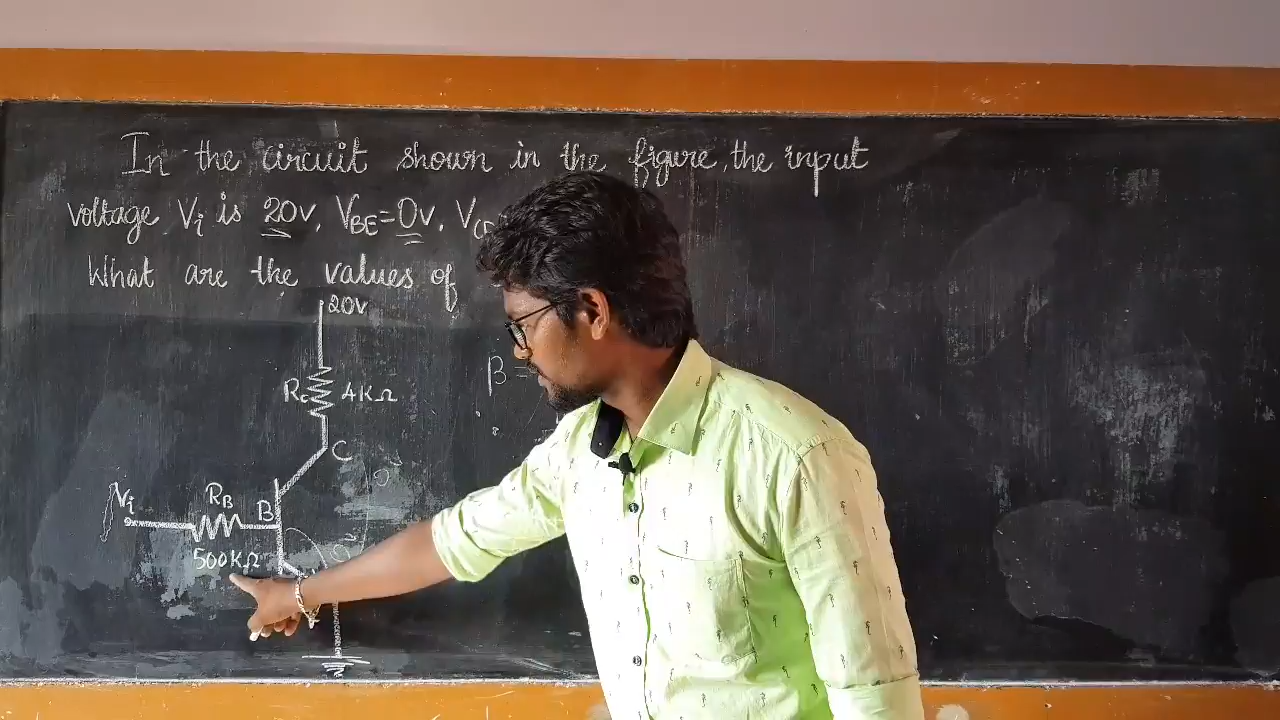 In the circuit shown in the figure, the input
voltage Vi is 20V, VBE=0V, VC
What are the values of
20V
RC 4KΩ
C
Vi RB B
500KΩ
β =